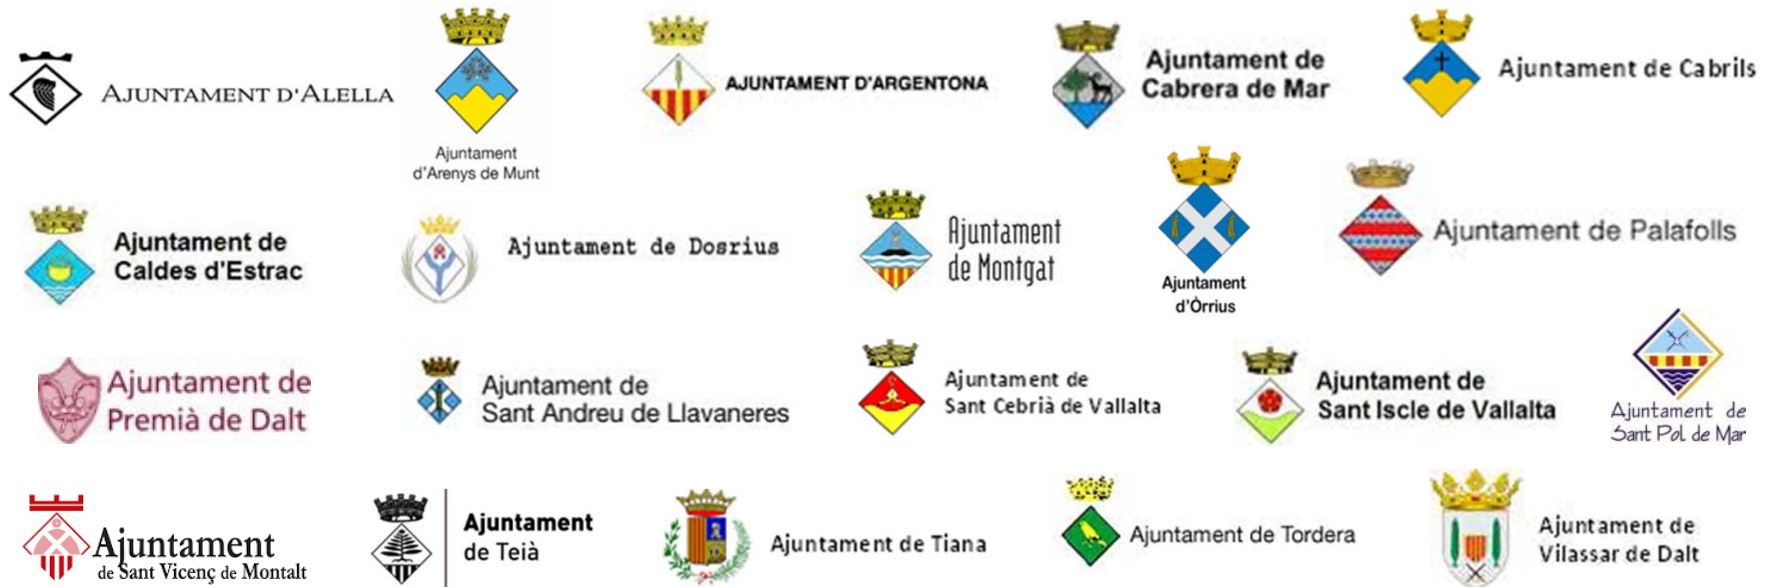 AJUNTAMENT D'ALELLA
Ajuntament
d'Arenys de Munt
AJUNTAMENT D'ARGENTONA
Ajuntament de
Cabrera de Mar
Ajuntament de Cabrils
Ajuntament de
Caldes d'Estrac
Ajuntament de Dosrius
Ajuntament
de Montgat
Ajuntament
d'Òrrius
Ajuntament de Palafolls
Ajuntament de
Premià de Dalt
Ajuntament de
Sant Andreu de Llavaneres
Ajuntament de
Sant Cebrià de Vallalta
Ajuntament de
Sant Iscle de Vallalta
Ajuntament de
Sant Pol de Mar
Ajuntament
de Sant Vicenç de Montalt
Ajuntament
de Teià
Ajuntament de Tiana
Ajuntament de Tordera
Ajuntament de
Vilassar de Dalt